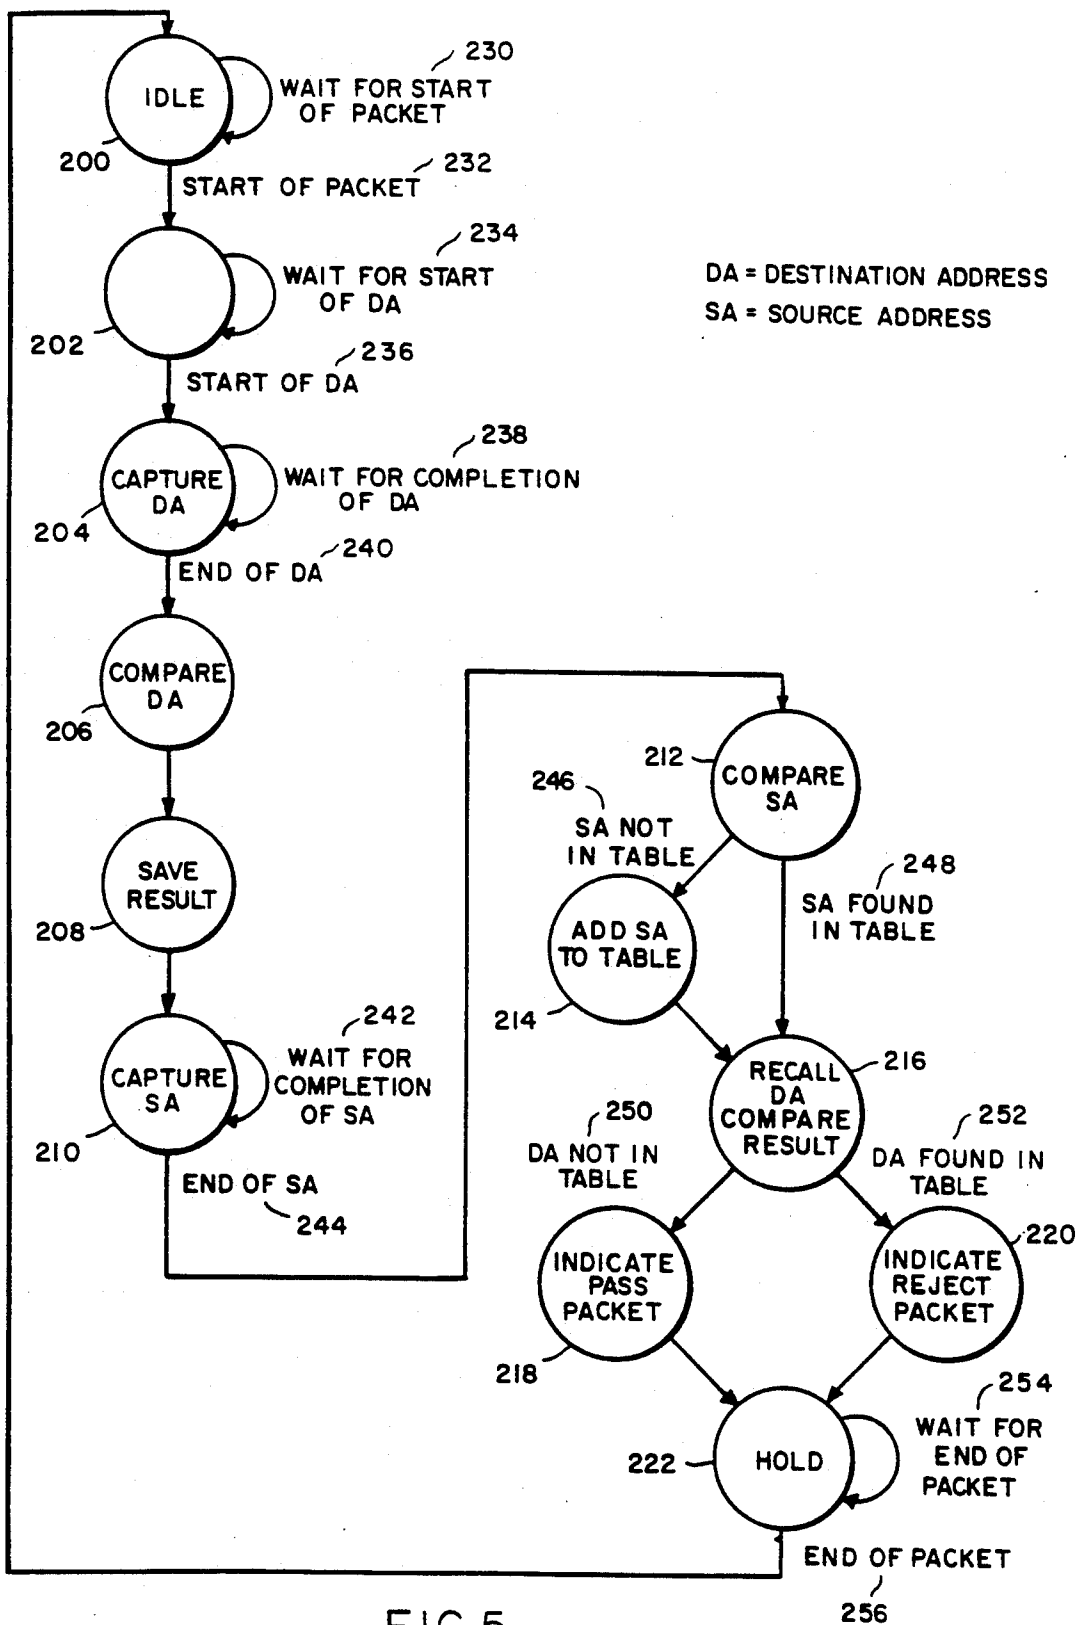 230
IDLE
WAIT FOR START
OF PACKET
200
232
START OF PACKET
234
WAIT FOR START
OF DA
202
DA = DESTINATION ADDRESS
SA = SOURCE ADDRESS
236
START OF DA
238
CAPTURE
DA
WAIT FOR COMPLETION
OF DA
204
240
END OF DA
COMPARE
DA
206
SAVE
RESULT
208
242
CAPTURE
SA
WAIT FOR
COMPLETION
OF SA
210
END OF SA
244
212
COMPARE
SA
246
SA NOT
IN TABLE
248
SA FOUND
IN TABLE
ADD SA
TO TABLE
214
216
RECALL
DA
COMPARE
RESULT
250
DA NOT IN
TABLE
252
DA FOUND IN
TABLE
INDICATE
PASS
PACKET
218
220
INDICATE
REJECT
PACKET
254
WAIT FOR
END OF
PACKET
222
HOLD
END OF PACKET
256
FIG. 5